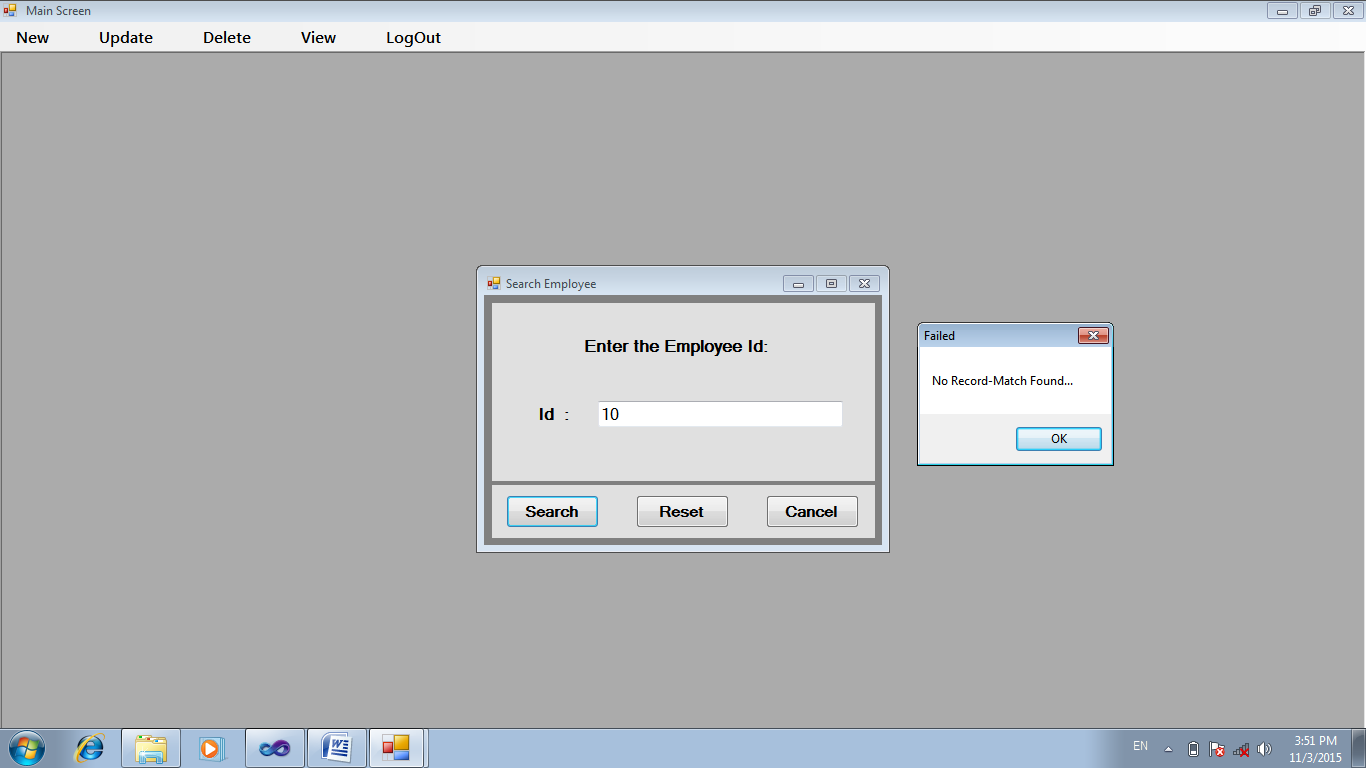 Main Screen
New Update Delete View LogOut
Search Employee
Enter the Employee Id:
Id :
10
Search Reset Cancel
Failed
No Record-Match Found...
OK
EN
3:51 PM
11/3/2015